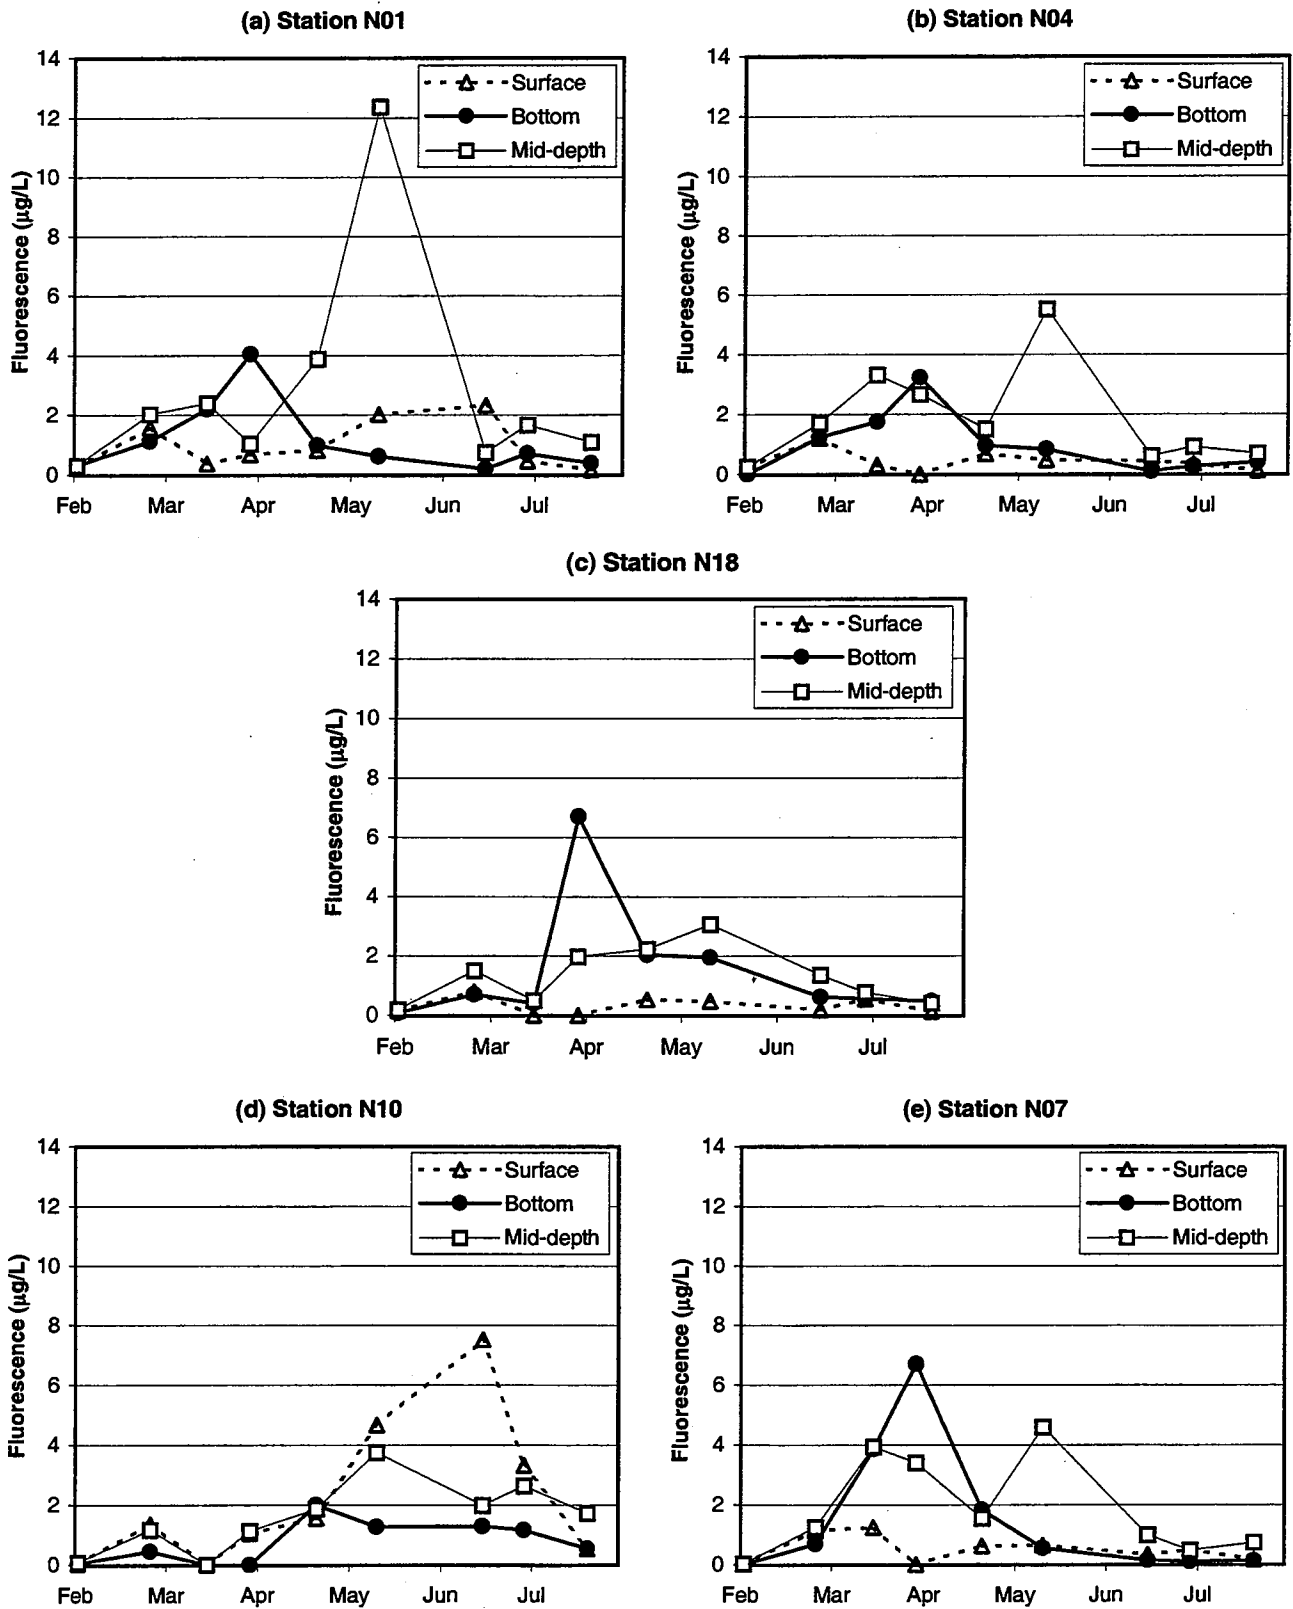 (a) Station N01
14
12
10
8
6
4
2
0
Fluorescence (µg/L)
Surface
Bottom
Mid-depth
Feb Mar Apr May Jun Jul
(b) Station N04
14
12
10
8
6
4
2
0
Fluorescence (µg/L)
Surface
Bottom
Mid-depth
Feb Mar Apr May Jun Jul
(c) Station N18
14
12
10
8
6
4
2
0
Fluorescence (µg/L)
Surface
Bottom
Mid-depth
Feb Mar Apr May Jun Jul
(d) Station N10
14
12
10
8
6
4
2
0
Fluorescence (µg/L)
Surface
Bottom
Mid-depth
Feb Mar Apr May Jun Jul
(e) Station N07
14
12
10
8
6
4
2
0
Fluorescence (µg/L)
Surface
Bottom
Mid-depth
Feb Mar Apr May Jun Jul